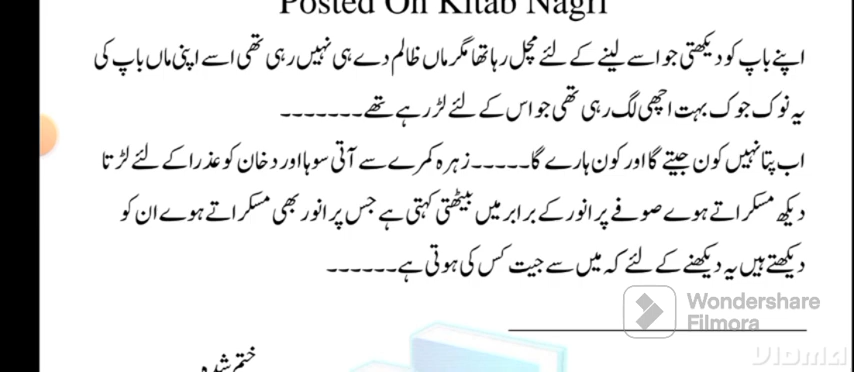 Posted On Kitab Nagri
اپنے باپ کو دیکھتی جو اسے لینے کے لئے مچل رہا تھا مگر ماں ظالم دے ہی نہیں رہی تھی اسے اپنی ماں باپ کی
یہ نوک جوک بہت اچھی لگ رہی تھی جو اس کے لئے لڑ رہے تھے۔۔۔۔۔۔۔
اب پتا نہیں کون جیتے گا اور کون ہارے گا۔۔۔۔۔ زہرہ کمرے سے آتی سوہا اور دخان کو عذرا کے لئے لڑتا
دیکھ مسکراتے ہوے صوفے پر انور کے برابر میں بیٹھتی کہتی ہے جس پر انور بھی مسکراتے ہوے ان کو
دیکھتے ہیں یہ دیکھنے کے لئے کہ میں سے جیت کس کی ہوتی ہے۔۔۔۔۔۔
Wondershare
Filmora
ختم شدہ